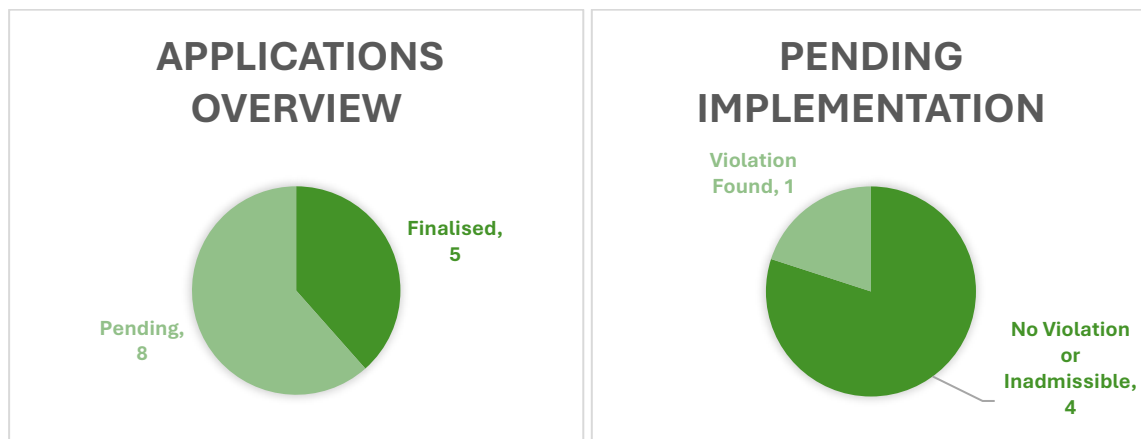 APPLICATIONS
OVERVIEW
Finalised,
5
Pending,
8
PENDING
IMPLEMENTATION
Violation
Found, 1
No Violation
or
Inadmissible,
4